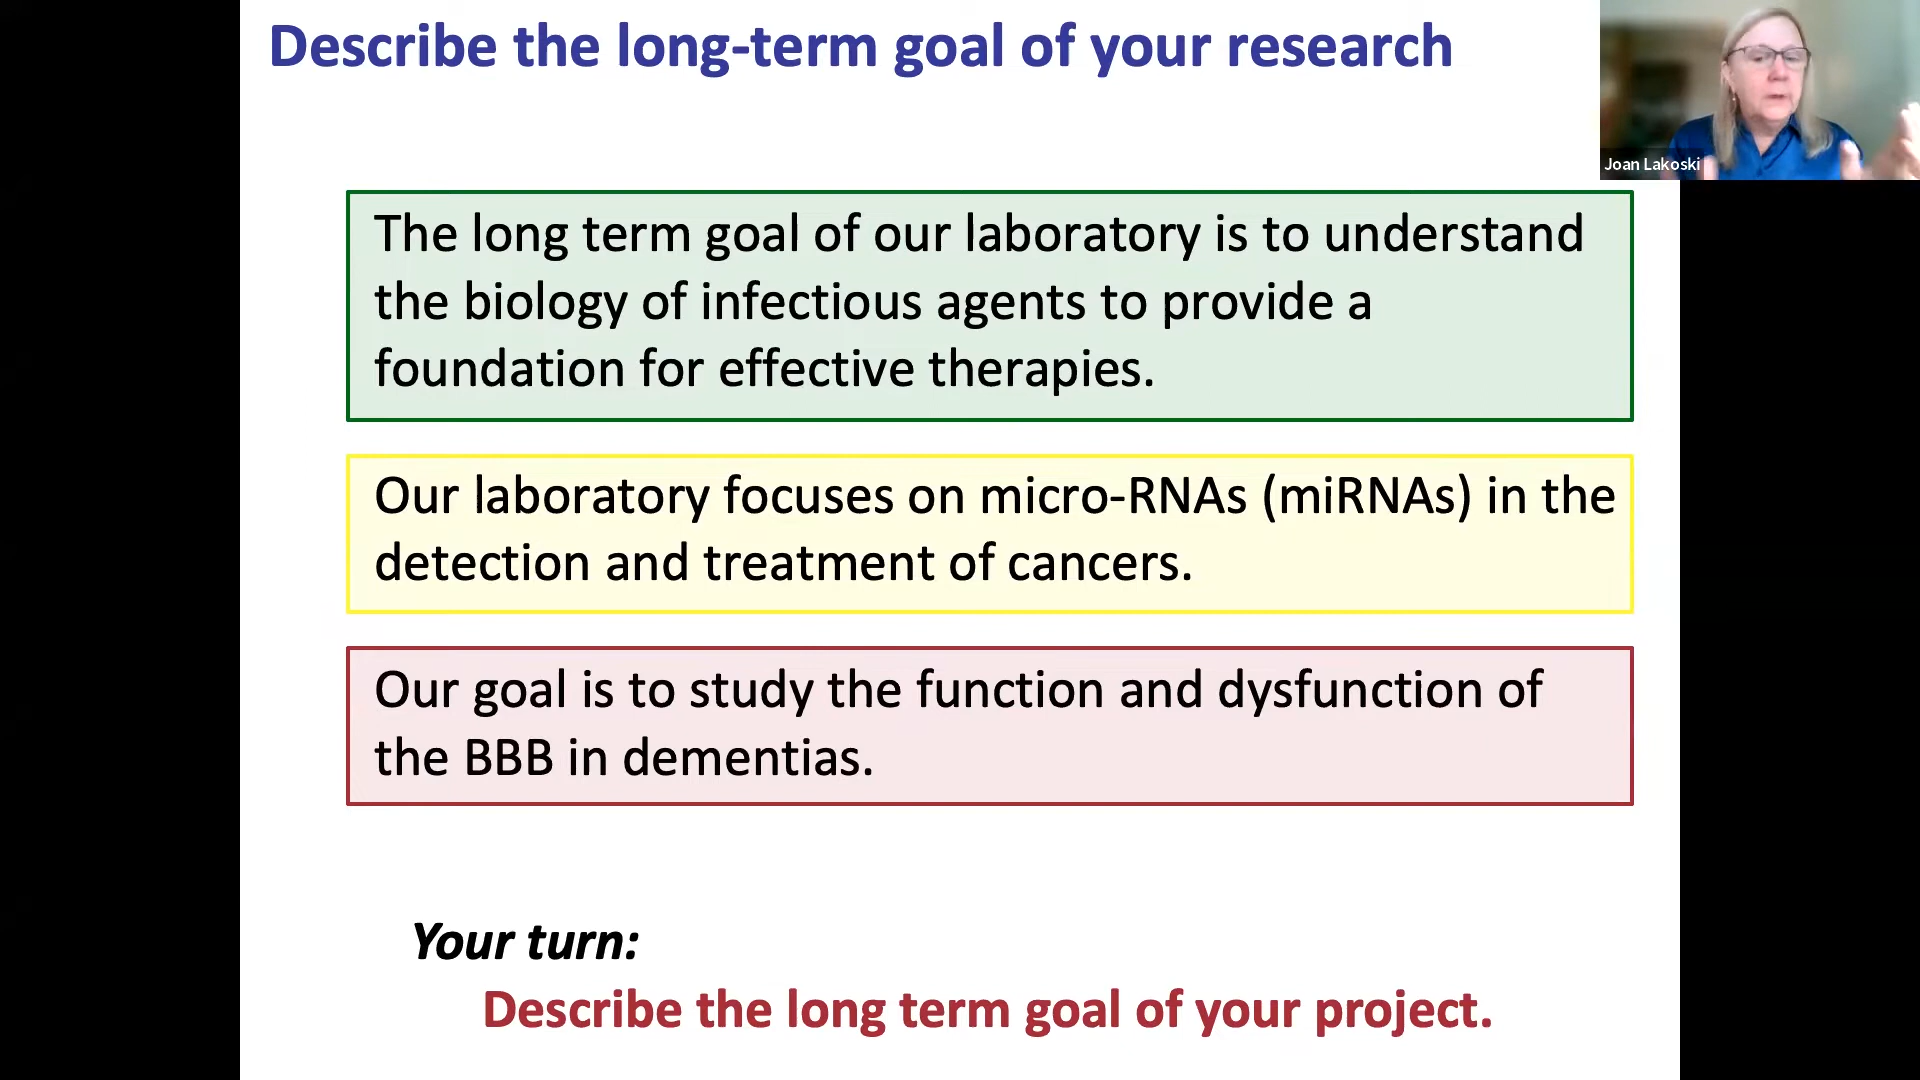 Describe the long-term goal of your research
Joan Lakoski
The long term goal of our laboratory is to understand
the biology of infectious agents to provide a
foundation for effective therapies.
Our laboratory focuses on micro-RNAs (miRNAs) in the
detection and treatment of cancers.
Our goal is to study the function and dysfunction of
the BBB in dementias.
Your turn:
Describe the long term goal of your project.